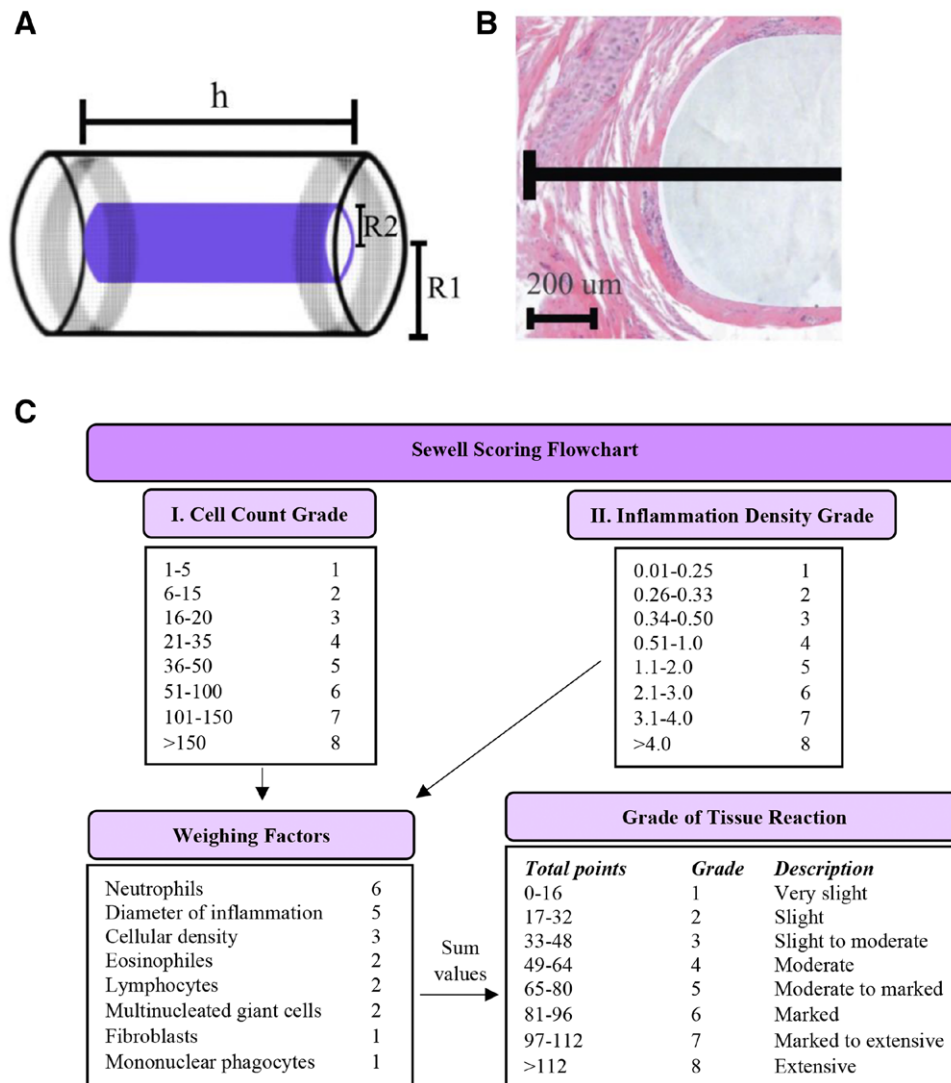 A
B
h
R2
R1
200 um
C
Sewell Scoring Flowchart
I. Cell Count Grade
1-5 1
6-15 2
16-20 3
21-35 4
36-50 5
51-100 6
101-150 7
>150 8
II. Inflammation Density Grade
0.01-0.25 1
0.26-0.33 2
0.34-0.50 3
0.51-1.0 4
1.1-2.0 5
2.1-3.0 6
3.1-4.0 7
>4.0 8
Weighing Factors
Neutrophils 6
Diameter of inflammation 5
Cellular density 3
Eosinophiles 2
Lymphocytes 2
Multinucleated giant cells 2
Fibroblasts 1
Mononuclear phagocytes 1
Sum
values
Grade of Tissue Reaction
Total points Grade Description
0-16 1 Very slight
17-32 2 Slight
33-48 3 Slight to moderate
49-64 4 Moderate
65-80 5 Moderate to marked
81-96 6 Marked
97-112 7 Marked to extensive
>112 8 Extensive